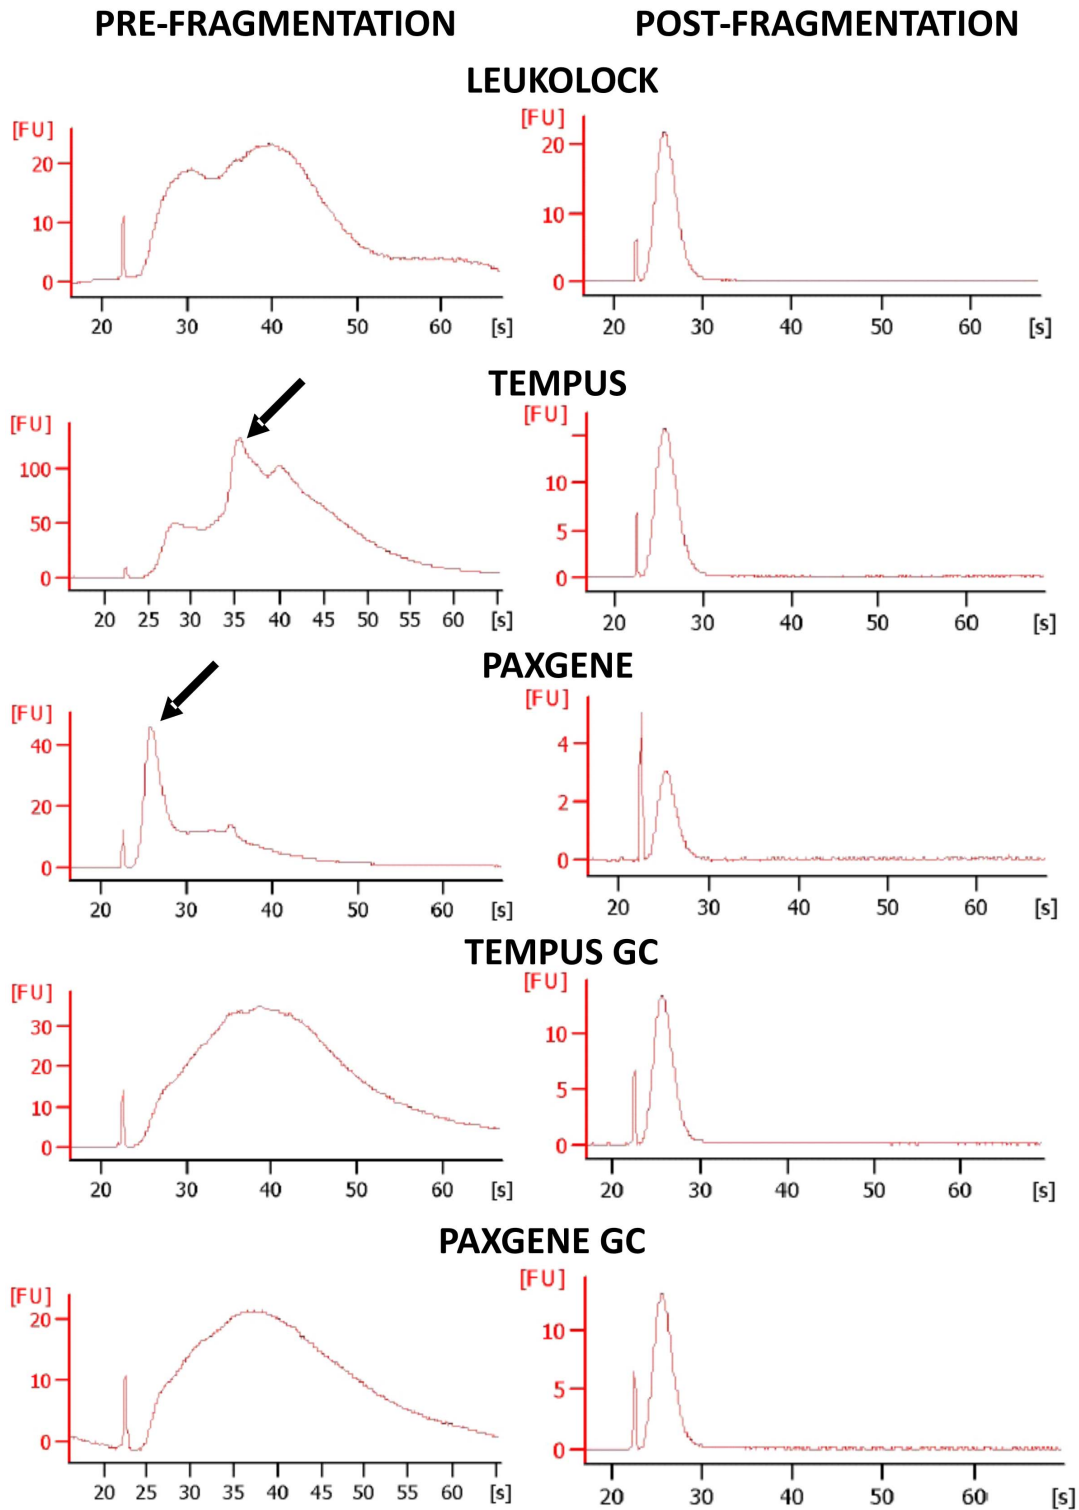 PRE-FRAGMENTATION POST-FRAGMENTATION
LEUKOLOCK
[FU]
20
10
0
20 30 40 50 60 [s]
[FU]
20
10
0
20 30 40 50 60 [s]
TEMPUS
[FU]
100
50
0
20 25 30 35 40 45 50 55 60 [s]
[FU]
10
5
0
20 30 40 50 60 [s]
PAXGENE
[FU]
40
20
0
20 30 40 50 60 [s]
[FU]
4
2
0
20 30 40 50 60 [s]
TEMPUS GC
[FU]
30
20
10
0
20 30 40 50 60 [s]
[FU]
10
5
0
20 30 40 50 60 [s]
PAXGENE GC
[FU]
20
10
0
20 25 30 35 40 45 50 55 60 [s]
[FU]
10
5
0
20 30 40 50 60 [s]